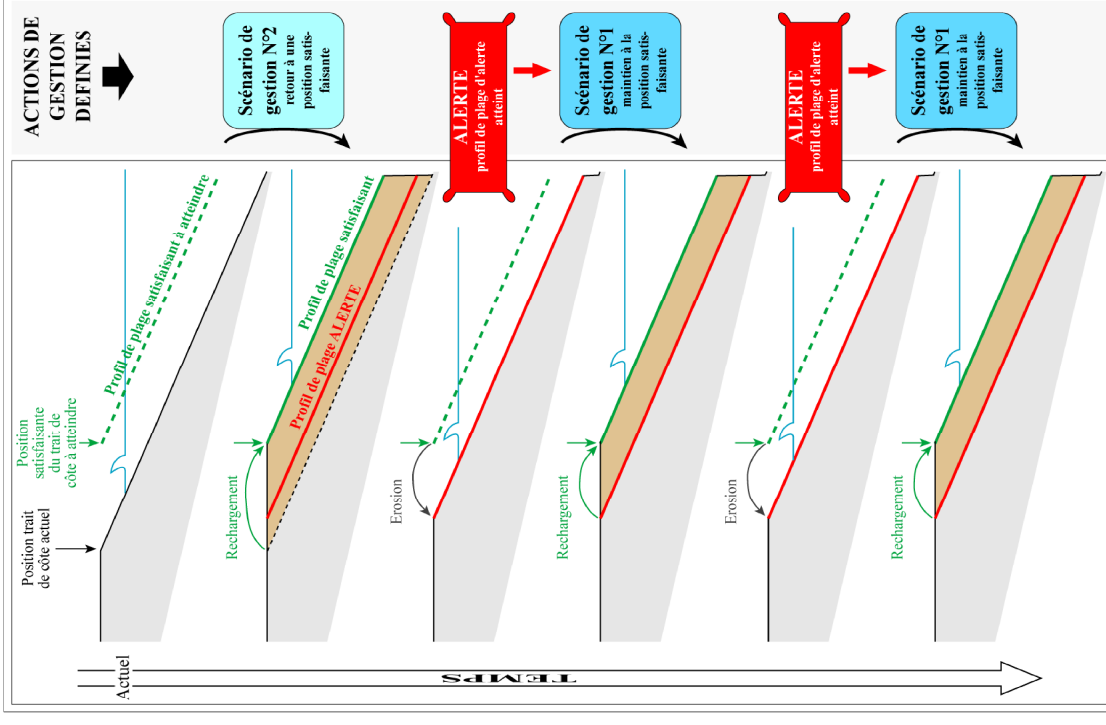 ACTIONS DE
GESTION
DEFINIES
Scénario de
gestion N°2
retour à une
position satis-
faisante
ALERTE
profil de plage d'alerte
atteint
Scénario de
gestion N°1
maintien à la
position satis-
faisante
ALERTE
profil de plage d'alerte
atteint
Scénario de
gestion N°1
maintien à la
position satis-
faisante
Position
satisfaisante
du trait de
côte à atteindre
Position trait
de côte actuel
Profil de plage satisfaisant à atteindre
Rechargement
Profil de plage satisfaisant
Profil de plage ALERTE
Erosion
Rechargement
Erosion
Rechargement
Actuel
TEMPS